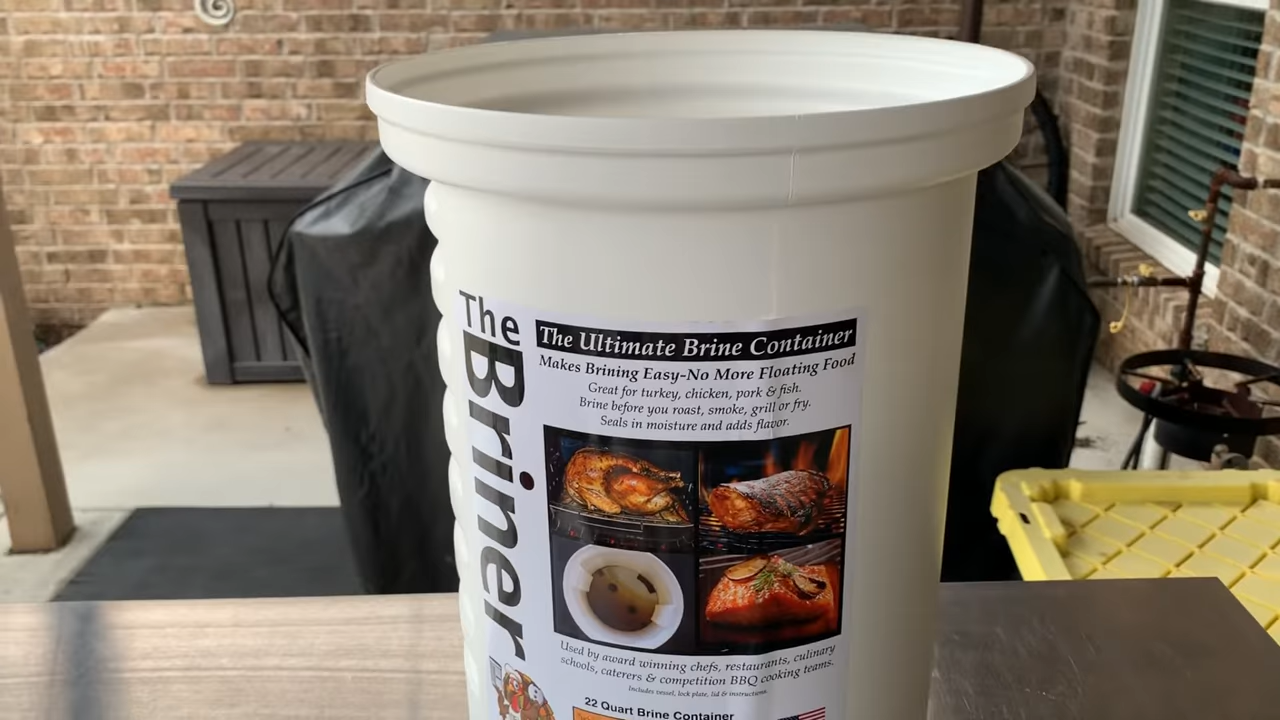 The Briner
The Ultimate Brine Container
Makes Brining Easy-No More Floating Food
Great for turkey, chicken, pork & fish.
Brine before you roast, smoke, grill or fry.
Seals in moisture and adds flavor.
Used by award winning chefs, restaurants, culinary
schools, caterers & competition BBQ cooking teams.
Includes vessel, lock plate, lid & instructions.
22 Quart Brine Container